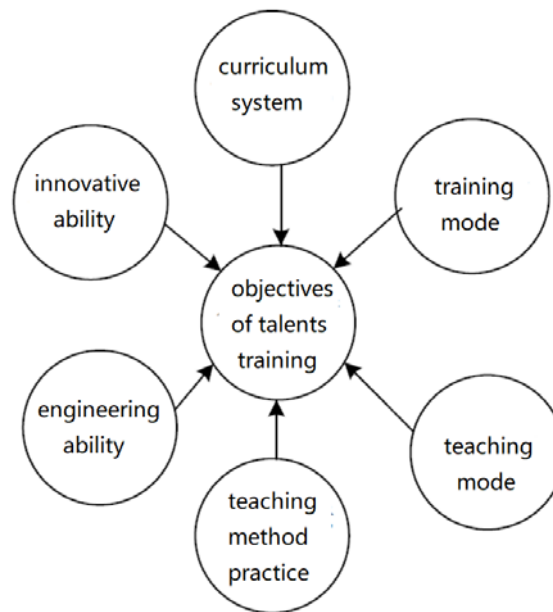 curriculum
system
innovative
ability
training
mode
objectives
of talents
training
engineering
ability
teaching
mode
teaching
method
practice